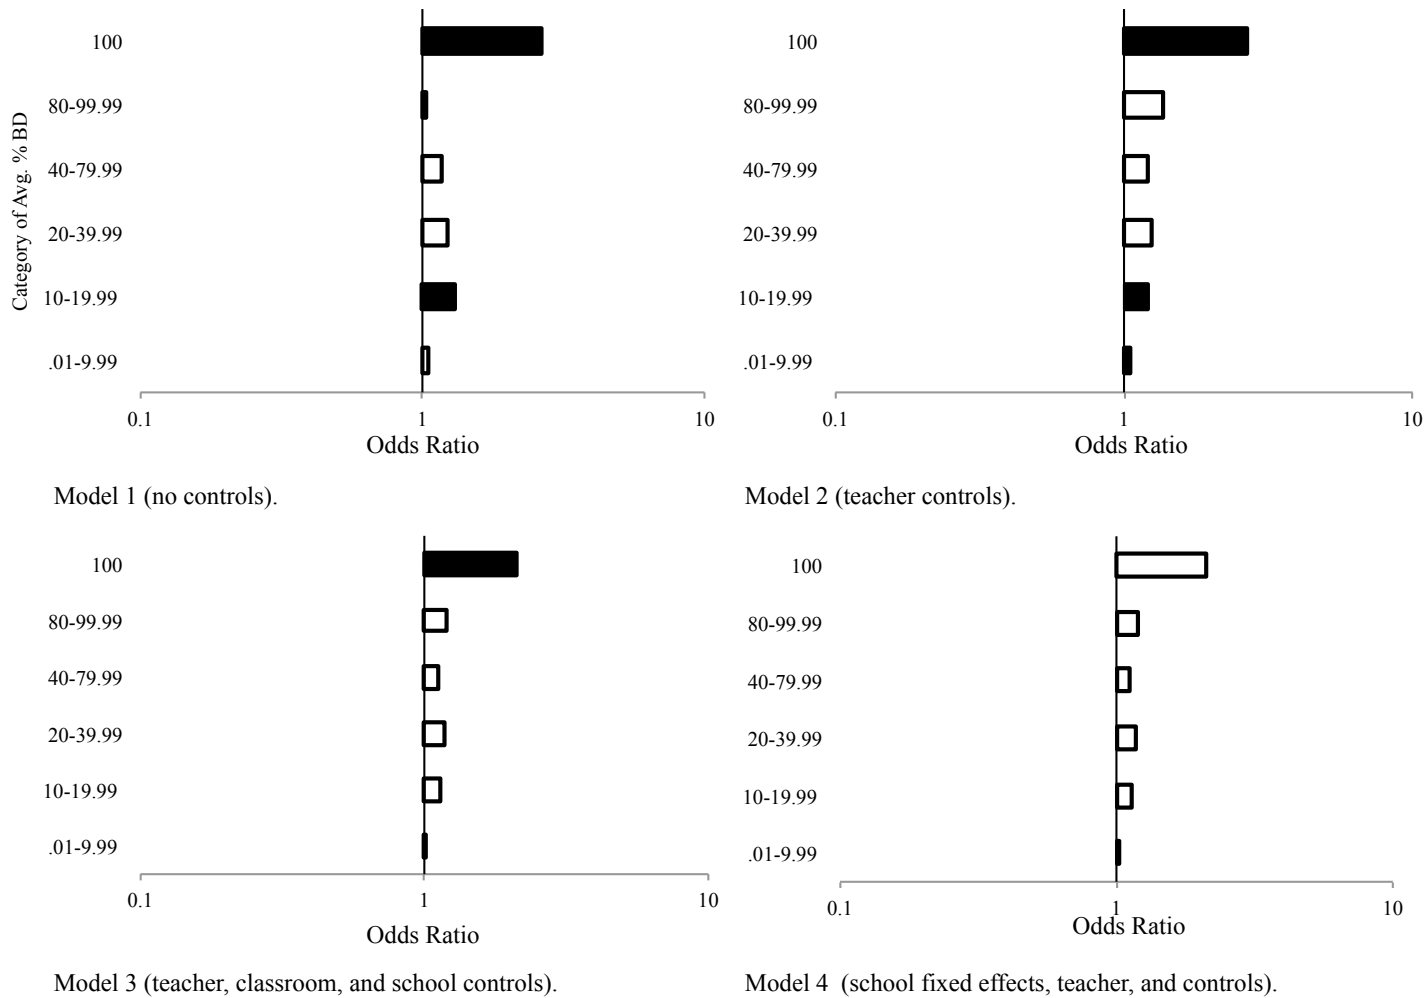 Category of Avg. % BD
100
80-99.99
40-79.99
20-39.99
10-19.99
.01-9.99
0.1 1 10
Odds Ratio
Model 1 (no controls).
100
80-99.99
40-79.99
20-39.99
10-19.99
.01-9.99
0.1 1 10
Odds Ratio
Model 2 (teacher controls).
100
80-99.99
40-79.99
20-39.99
10-19.99
.01-9.99
0.1 1 10
Odds Ratio
Model 3 (teacher, classroom, and school controls).
100
80-99.99
40-79.99
20-39.99
10-19.99
.01-9.99
0.1 1 10
Odds Ratio
Model 4 (school fixed effects, teacher, and controls).